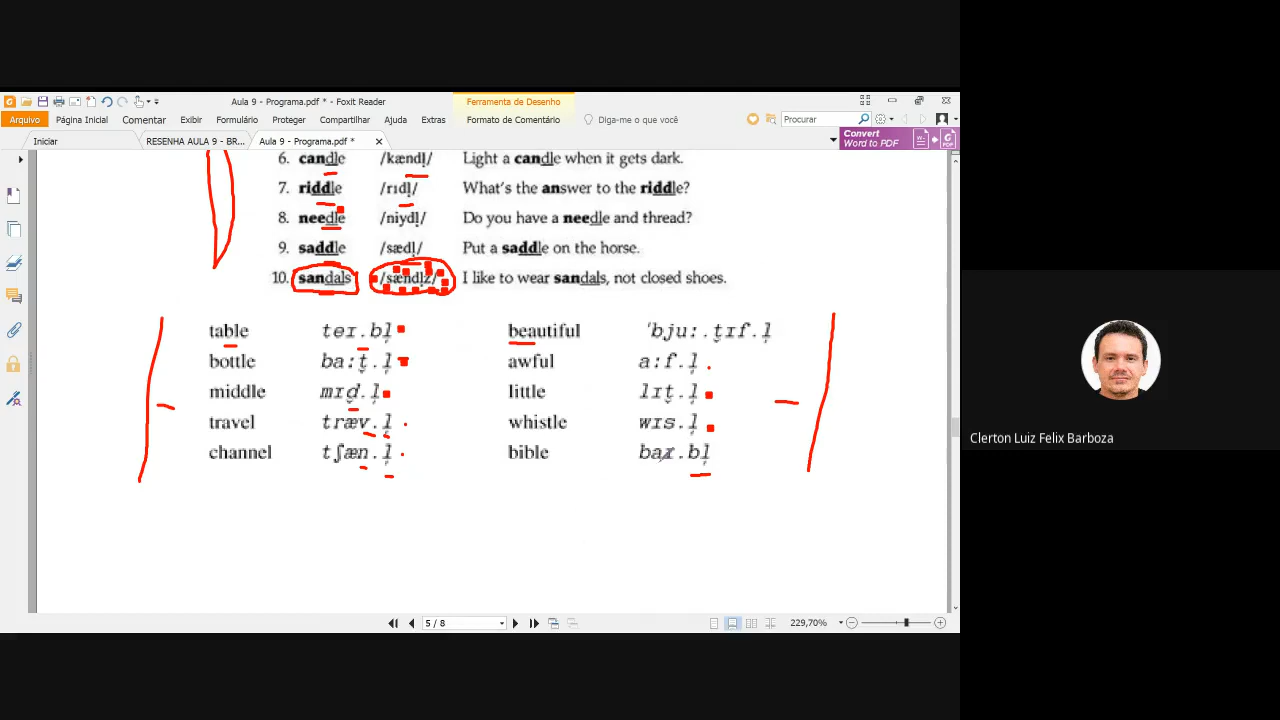 Aula 9 - Programa.pdf * - Foxit Reader
Ferramenta de Desenho
Arquivo
Página Inicial
Comentar
Exibir
Formulário
Proteger
Compartilhar
Ajuda
Extras
Formato de Comentário
Diga-me o que você
Procurar
Iniciar
RESENHA AULA 9 - BR...
Aula 9 - Programa.pdf *
Convert
Word to PDF
6. candle /kændl̩/ Light a candle when it gets dark.
7. riddle /rɪdl̩/ What's the answer to the riddle?
8. needle /niydl̩/ Do you have a needle and thread?
9. saddle /sædl̩/ Put a saddle on the horse.
10. sandals /sændl̩z/ I like to wear sandals, not closed shoes.
table teɪ.bl̩ beautiful ˈbjuː.t̬ɪf.l̩
bottle baːt̬.l̩ awful aːf.l̩
middle mɪd̬.l̩ little lɪt̬.l̩
travel træv.l̩ whistle wɪs.l̩
channel tʃæn.l̩ bible baɪ.bl̩
Clerton Luiz Felix Barboza
5 / 8
229,70%